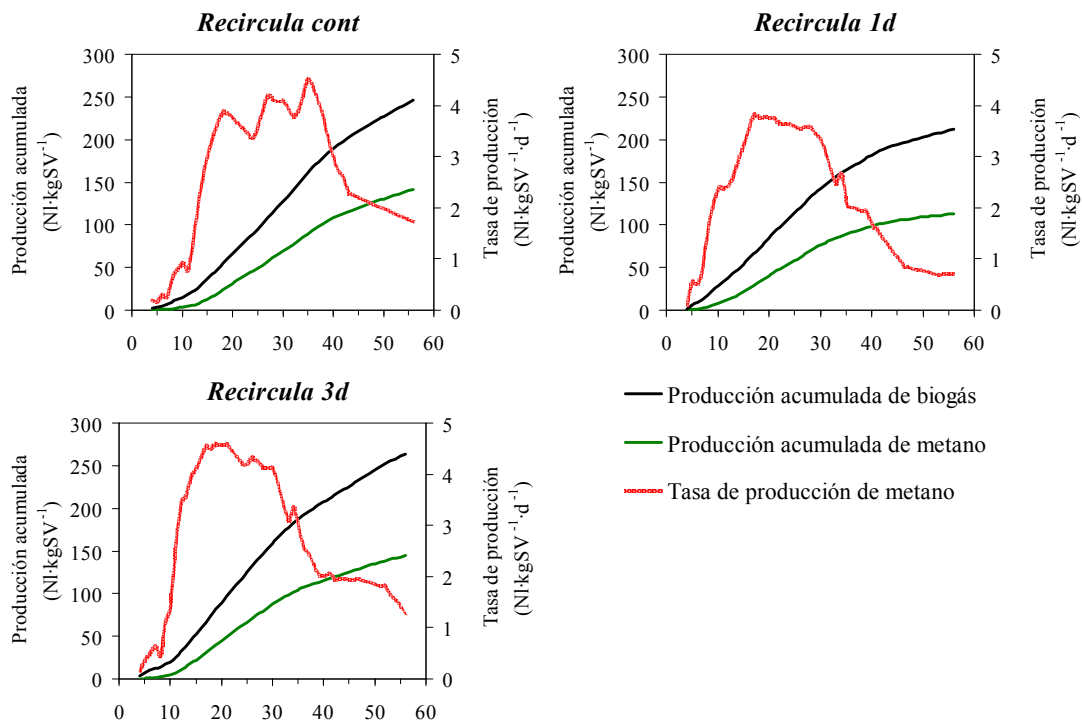 Recircula cont
Recircula 1d
Producción acumulada
(Nl·kgSV⁻¹)
300
250
200
150
100
50
0
5
4
3
2
1
0
Tasa de producción
(Nl·kgSV⁻¹·d⁻¹)
0 10 20 30 40 50 60
Producción acumulada
(Nl·kgSV⁻¹)
300
250
200
150
100
50
0
5
4
3
2
1
0
Tasa de producción
(Nl·kgSV⁻¹·d⁻¹)
0 10 20 30 40 50 60
Recircula 3d
Producción acumulada
(Nl·kgSV⁻¹)
300
250
200
150
100
50
0
5
4
3
2
1
0
Tasa de producción
(Nl·kgSV⁻¹·d⁻¹)
0 10 20 30 40 50 60
Producción acumulada de biogás
Producción acumulada de metano
Tasa de producción de metano